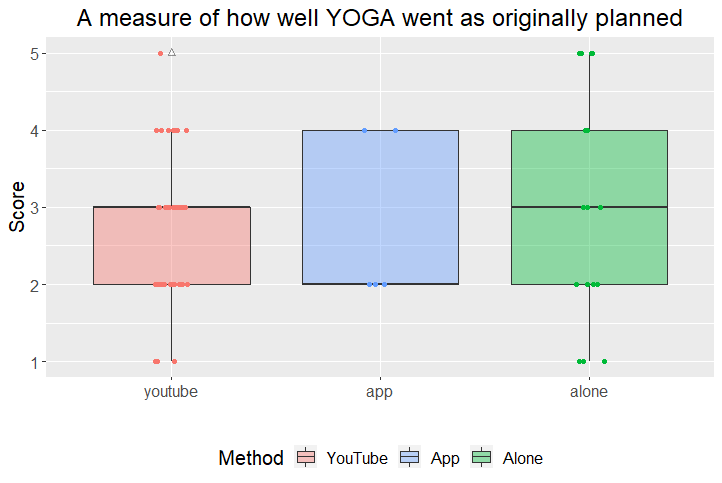 A measure of how well YOGA went as originally planned
Score
5
4
3
2
1
youtube app alone
Method YouTube App Alone